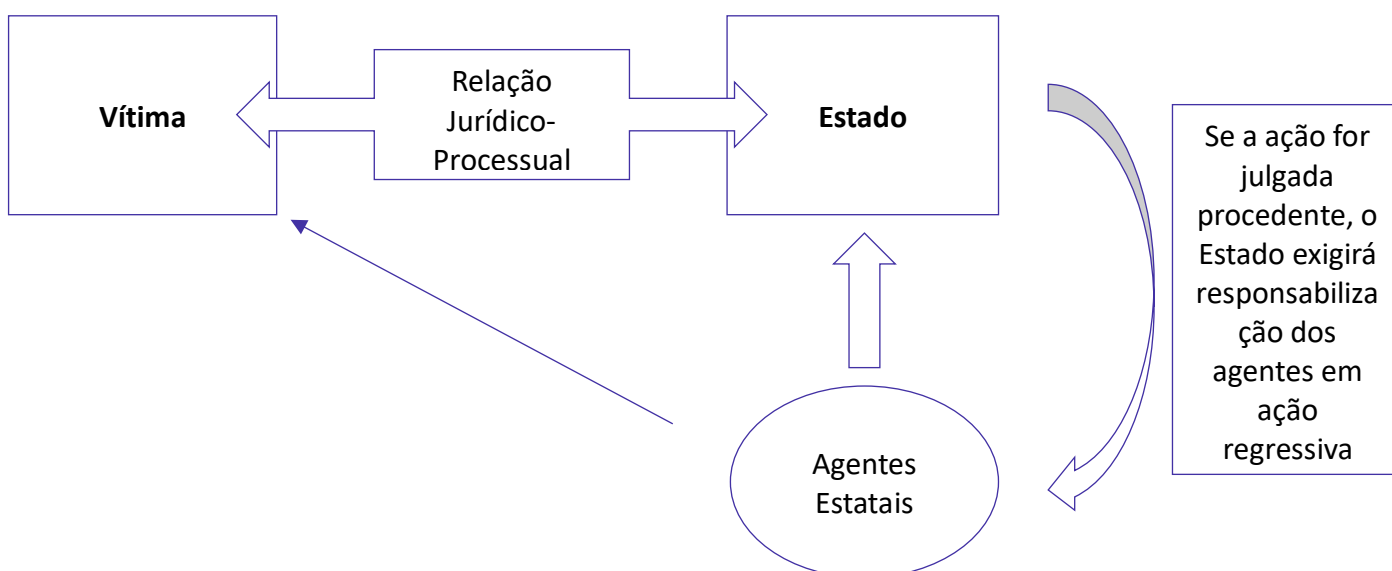 Vítima
Relação
Jurídico-
Processual
Estado
Se a ação for
julgada
procedente, o
Estado exigirá
responsabiliza
ção dos
agentes em
ação
regressiva
Agentes
Estatais